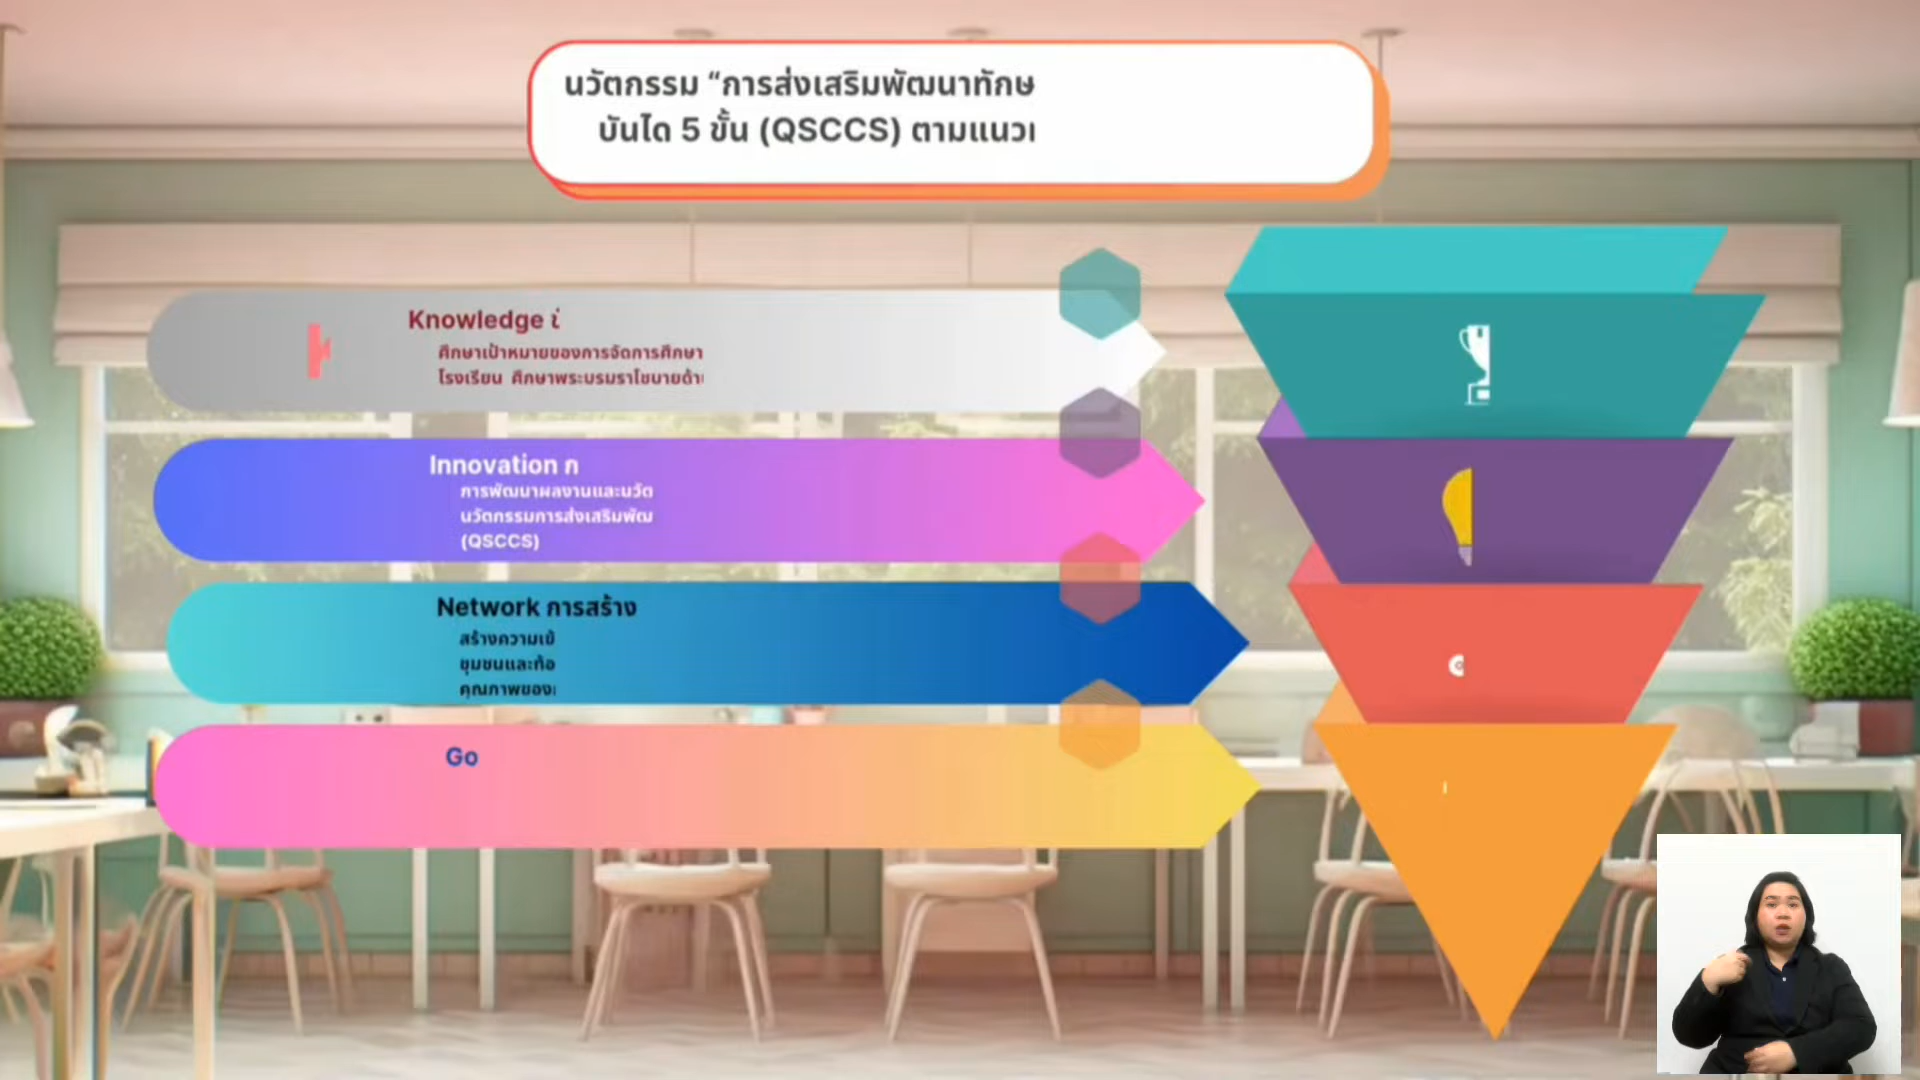 นวัตกรรม “การส่งเสริมพัฒนาทักษ
บันได 5 ขั้น (QSCCS) ตามแนว
Knowledge
ศึกษาเป้าหมายของการจัดการศึกษา
โรงเรียน ศึกษาพระบรมราโชบายด้า
Innovation ก
การพัฒนาผลงานและนวัต
นวัตกรรมการส่งเสริมพัฒ
(QSCCS)
Network การสร้าง
สร้างความเข้
ชุมชนและท้อ
คุณภาพของ
Go